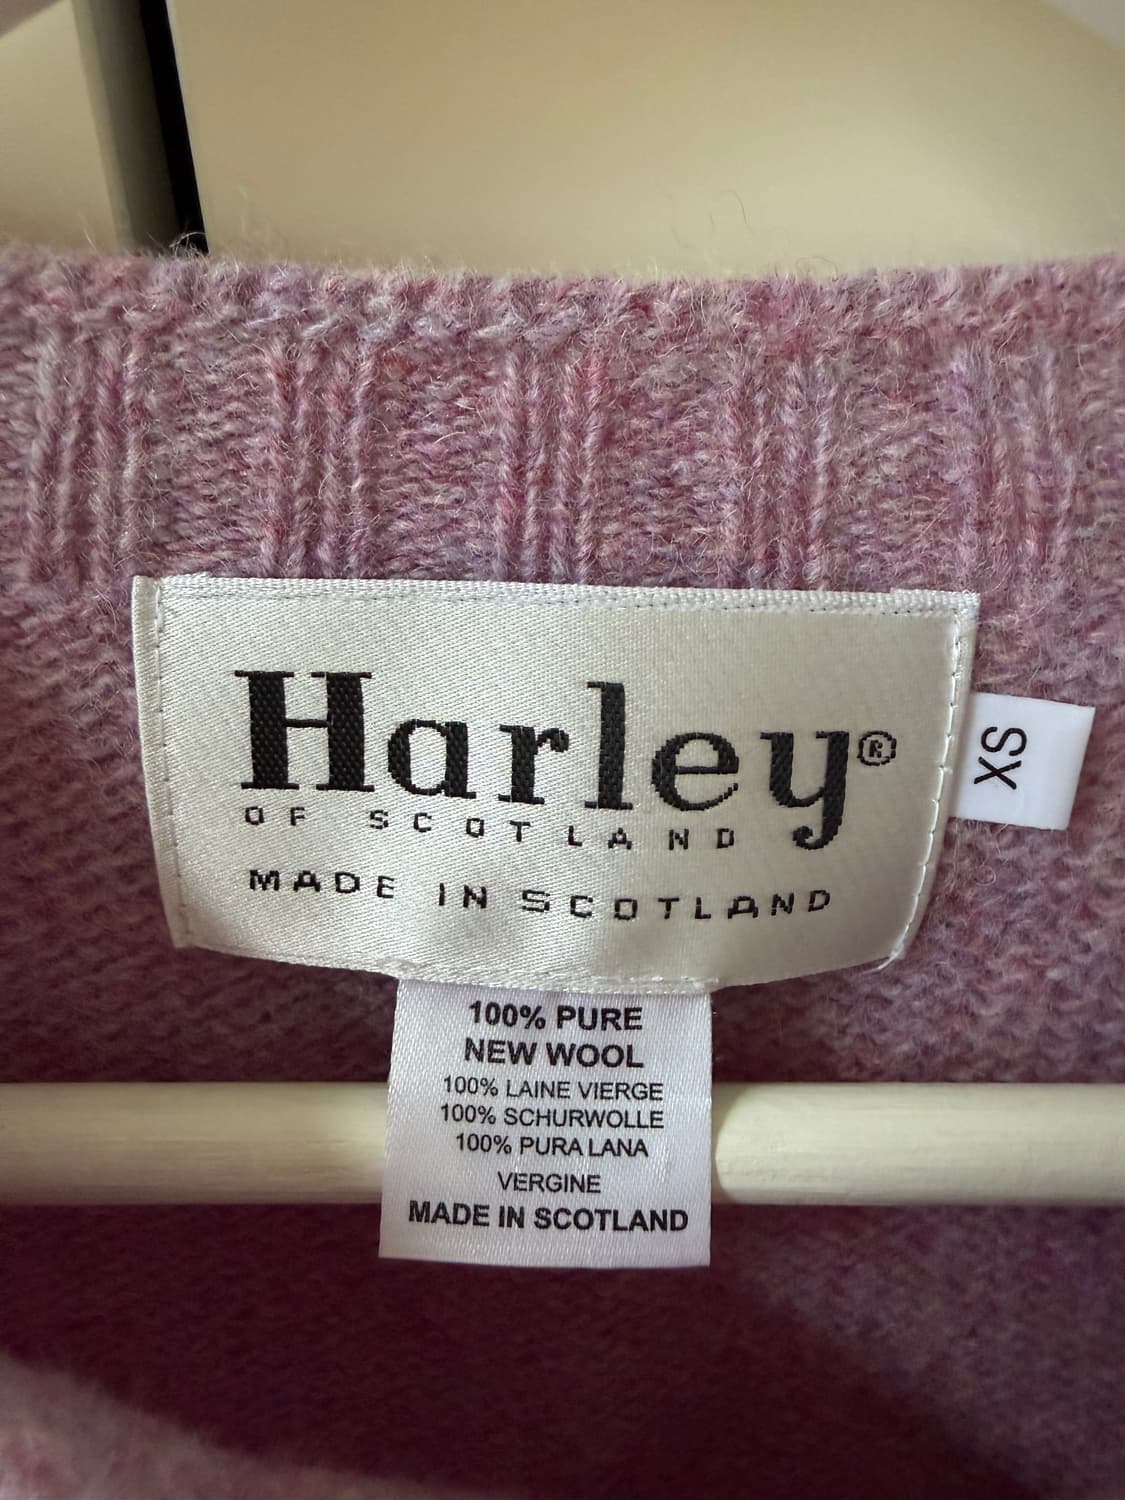 Harley®
OF SCOTLAND
MADE IN SCOTLAND
XS
100% PURE
NEW WOOL
100% LAINE VIERGE
100% SCHURWOLLE
100% PURA LANA
VERGINE
MADE IN SCOTLAND